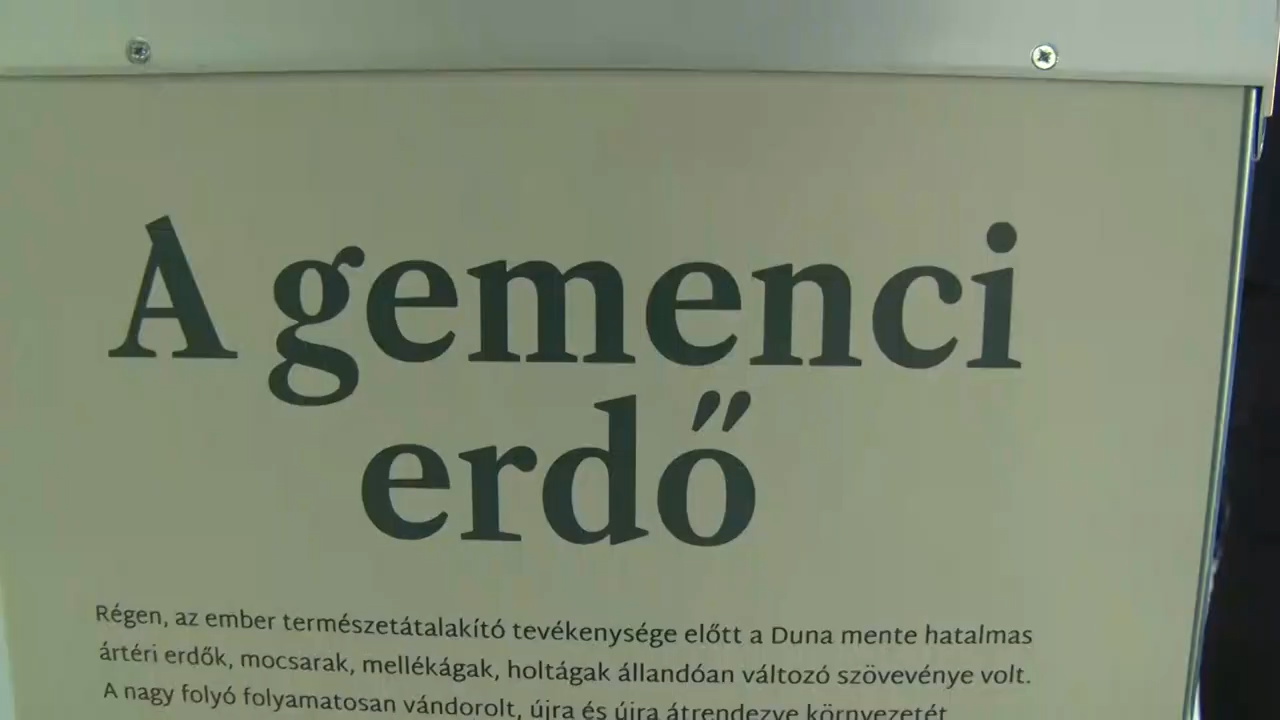 A gemenci
erdő
Régen, az ember természetátalakító tevékenysége előtt a Duna mente hatalmas
ártéri erdők, mocsarak, mellékágak, holtágak állandóan változó szövevénye volt.
A nagy folyó folyamatosan vándorolt, újra és újra átrendezve környezetét